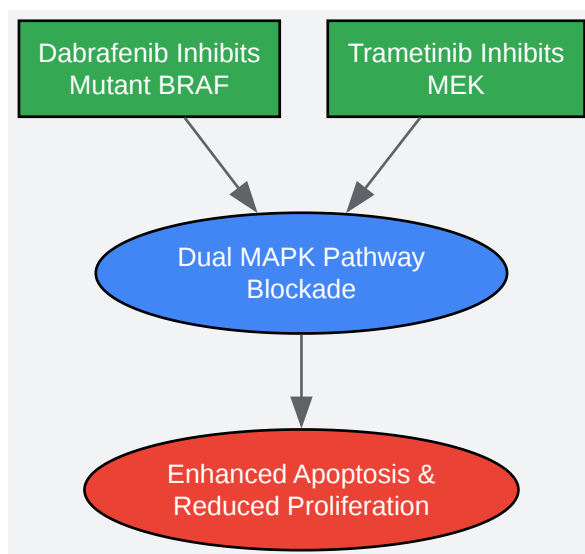 Dabrafenib Inhibits
Mutant BRAF
Trametinib Inhibits
MEK
Dual MAPK Pathway
Blockade
Enhanced Apoptosis &
Reduced Proliferation